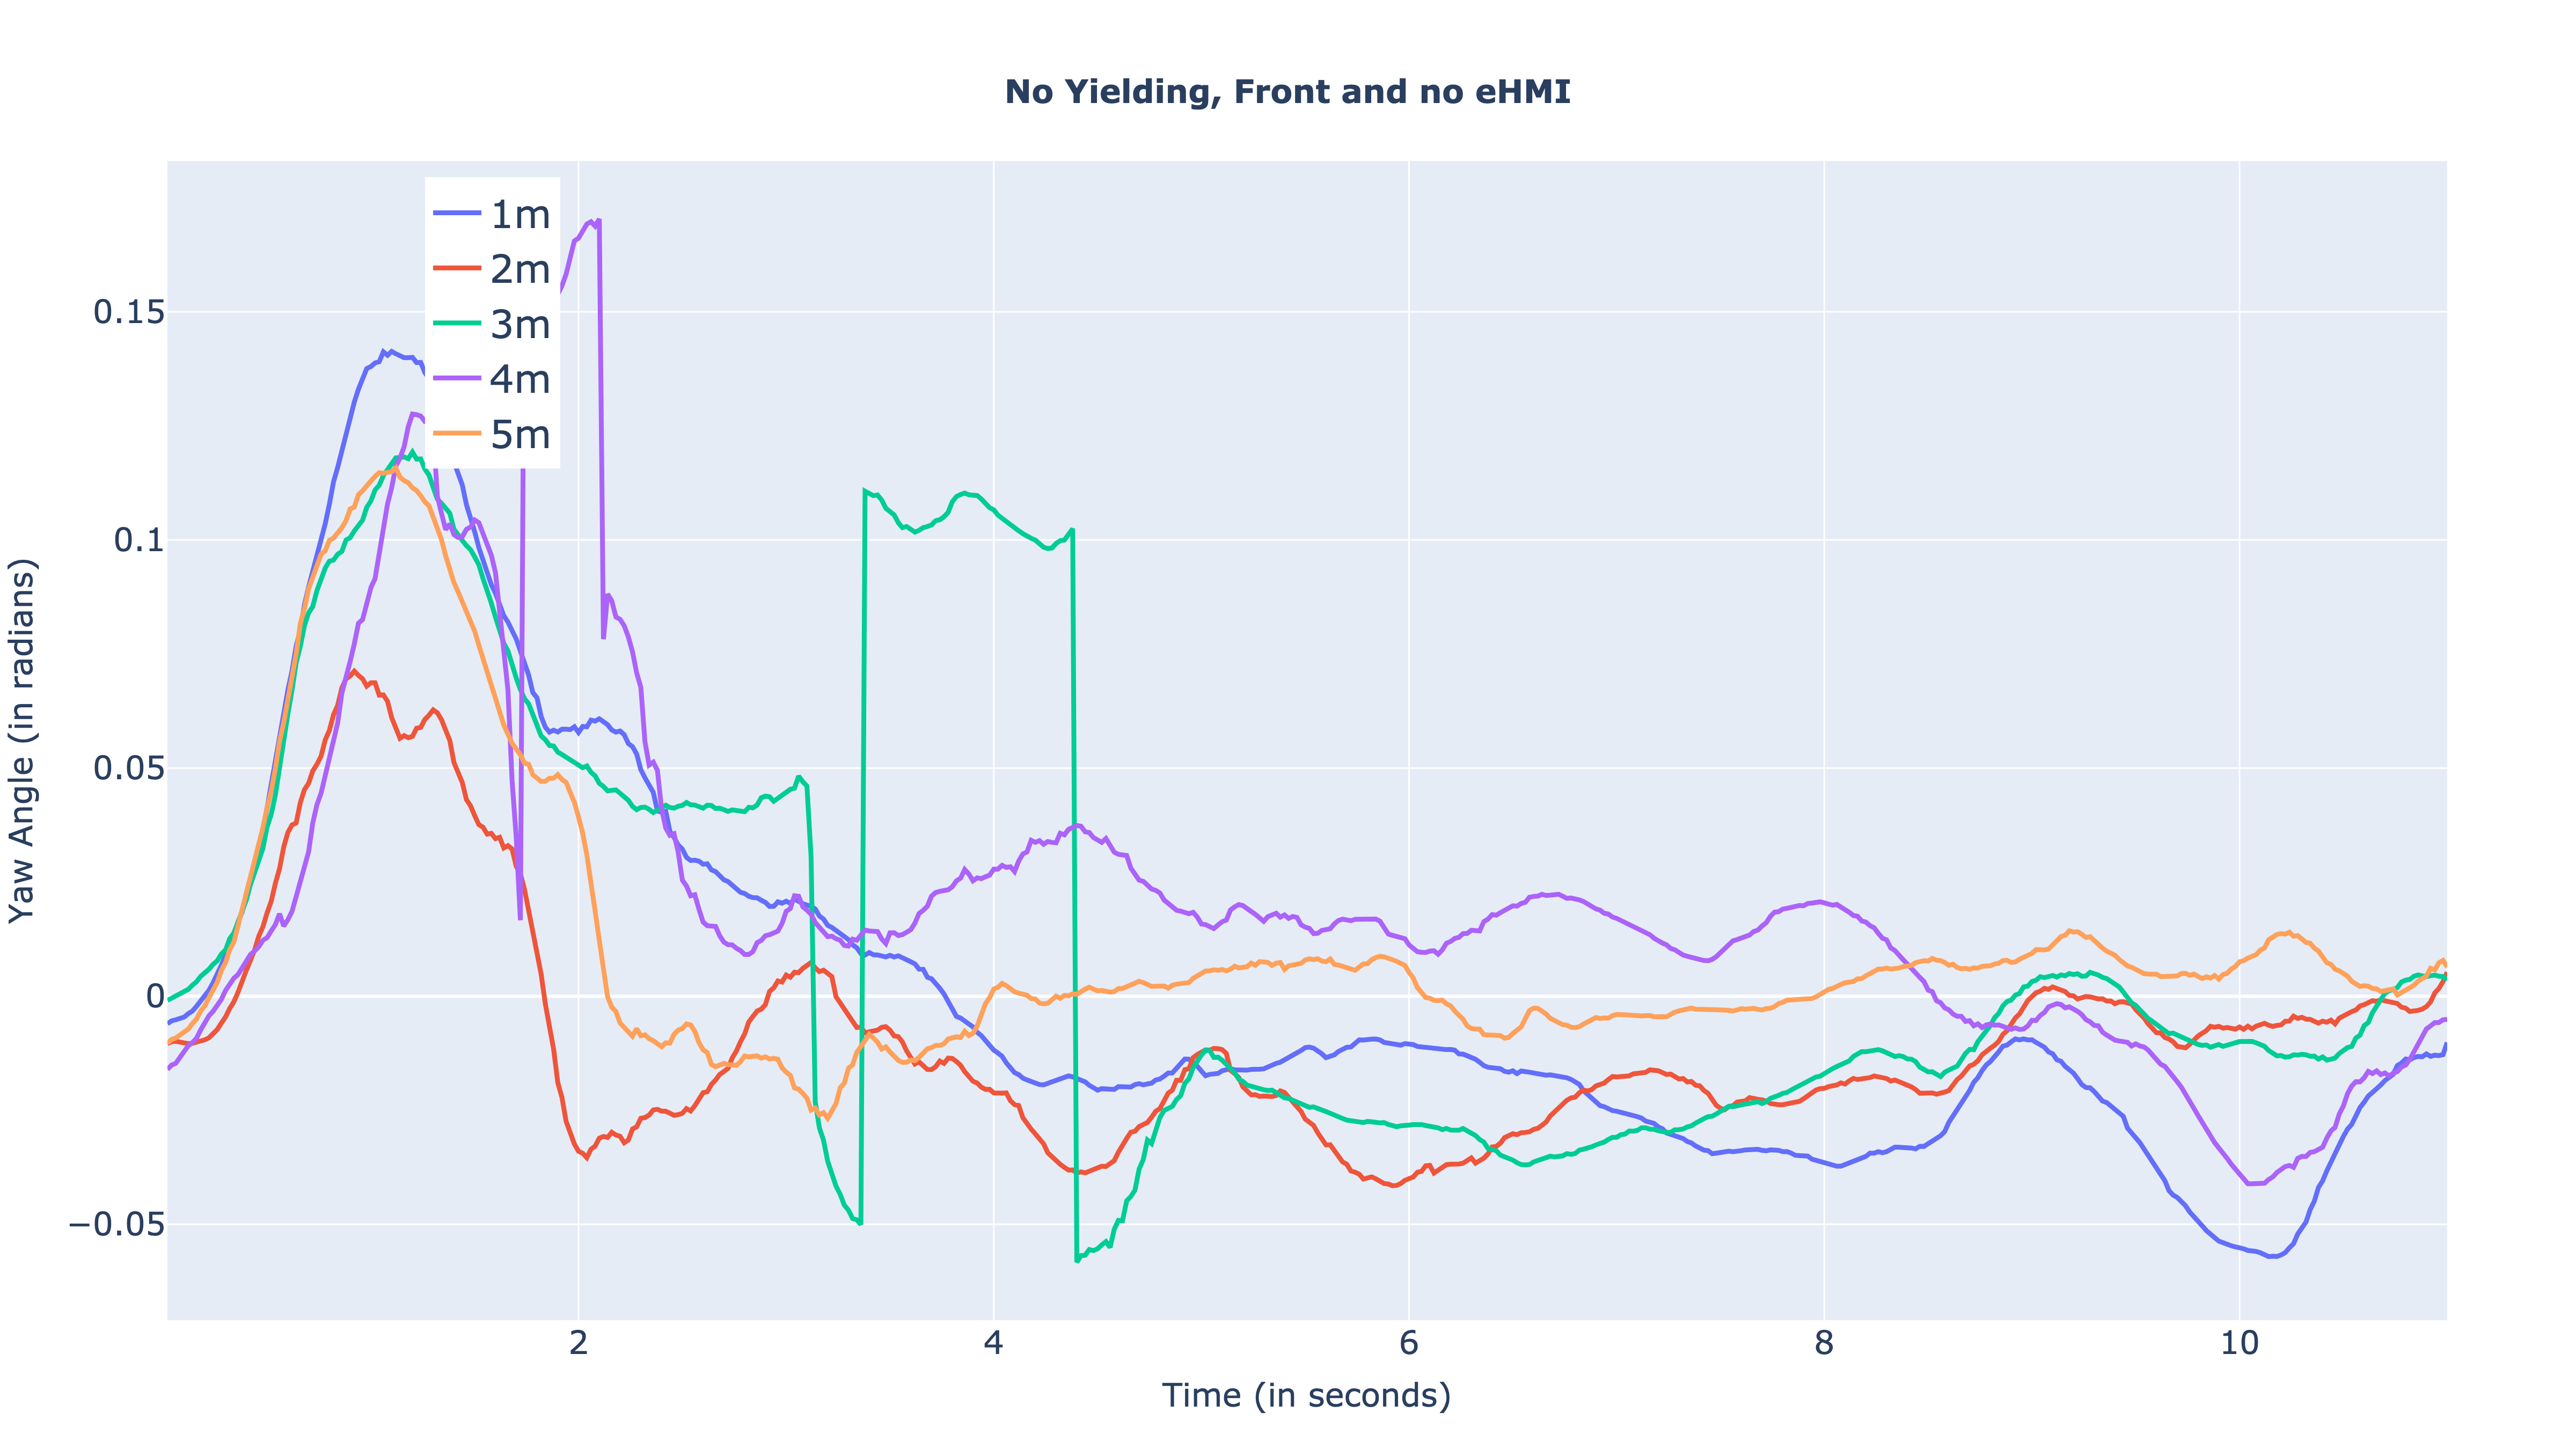 No Yielding, Front and no eHMI
1m
2m
3m
4m
5m
0.15
0.1
0.05
0
−0.05
Yaw Angle (in radians)
2
4
6
8
10
Time (in seconds)